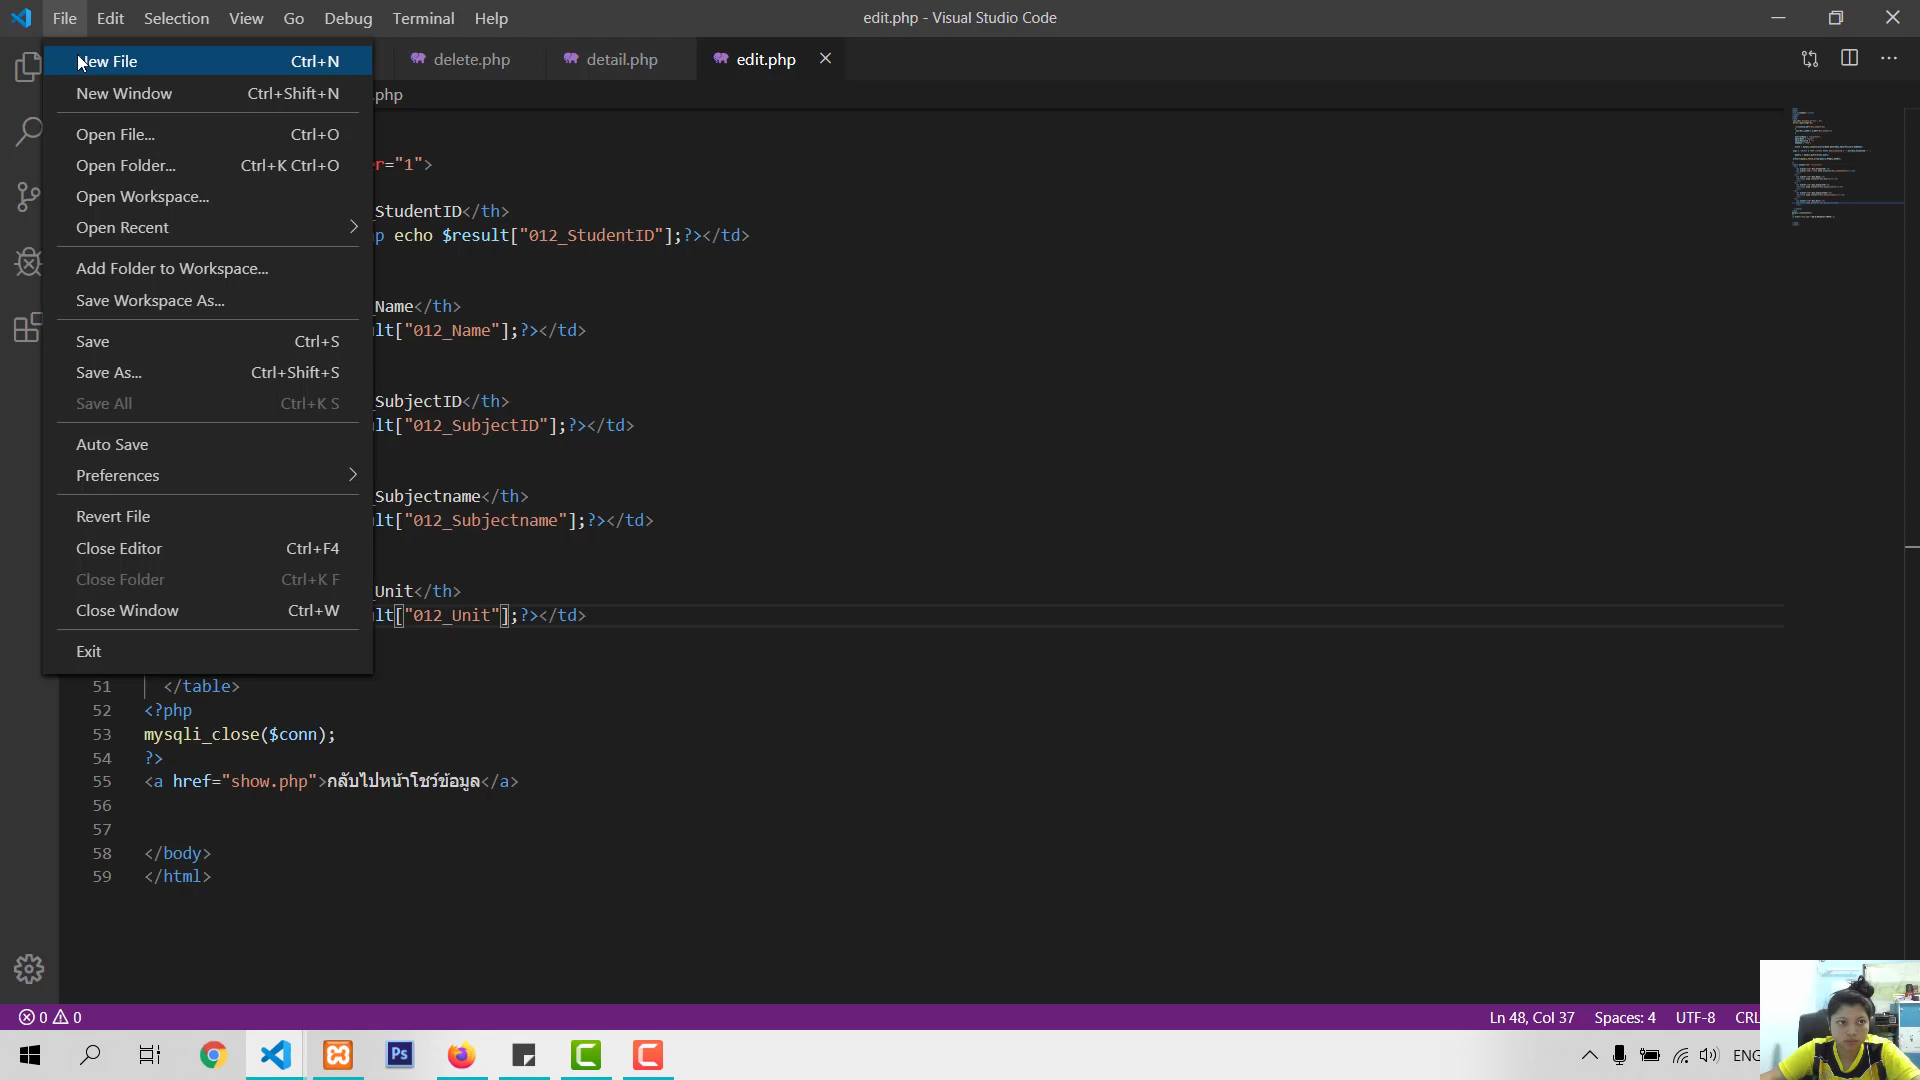 File Edit Selection View Go Debug Terminal Help
edit.php - Visual Studio Code
delete.php
detail.php
edit.php
New File Ctrl+N
New Window Ctrl+Shift+N
.php
Open File... Ctrl+O
Open Folder... Ctrl+K Ctrl+O
r="1">
Open Workspace...
_StudentID</th>
Open Recent
p echo $result["012_StudentID"];?></td>
Add Folder to Workspace...
Save Workspace As...
_Name</th>
lt["012_Name"];?></td>
Save Ctrl+S
Save As... Ctrl+Shift+S
Save All Ctrl+K S
_SubjectID</th>
lt["012_SubjectID"];?></td>
Auto Save
Preferences
_Subjectname</th>
Revert File
lt["012_Subjectname"];?></td>
Close Editor Ctrl+F4
Close Folder Ctrl+K F
_Unit</th>
Close Window Ctrl+W
lt["012_Unit"];?></td>
Exit
51 </table>
52 <?php
53 mysqli_close($conn);
54 ?>
55 <a href="show.php">กลับไปหน้าโชว์ข้อมูล</a>
56
57
58 </body>
59 </html>
0 0
Ln 48, Col 37 Spaces: 4 UTF-8 CRL
Ps
ENG